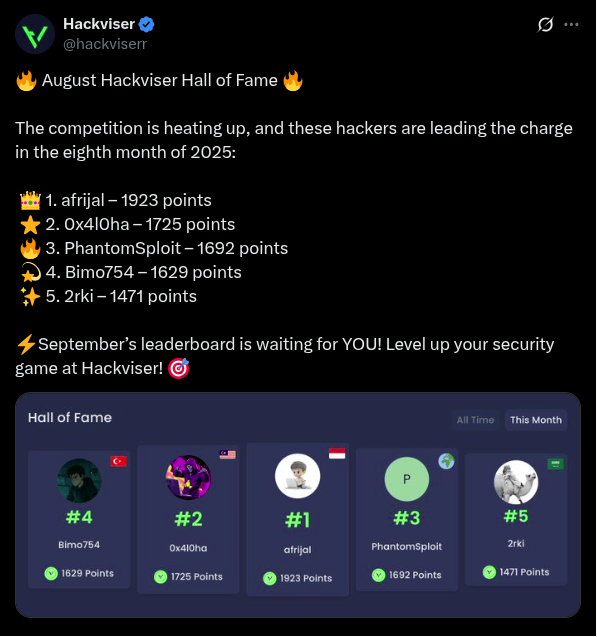 Hackviser
@hackviserr
🔥 August Hackviser Hall of Fame 🔥
The competition is heating up, and these hackers are leading the charge
in the eighth month of 2025:
👑 1. afrijal – 1923 points
⭐ 2. 0x4l0ha – 1725 points
🔥 3. PhantomSploit – 1692 points
💫 4. Bimo754 – 1629 points
✨ 5. 2rki – 1471 points
⚡September’s leaderboard is waiting for YOU! Level up your security
game at Hackviser! 🎯
Hall of Fame
All Time
This Month
#4
Bimo754
1629 Points
#2
0x4l0ha
1725 Points
#1
afrijal
1923 Points
P
#3
PhantomSploit
1692 Points
#5
2rki
1471 Points